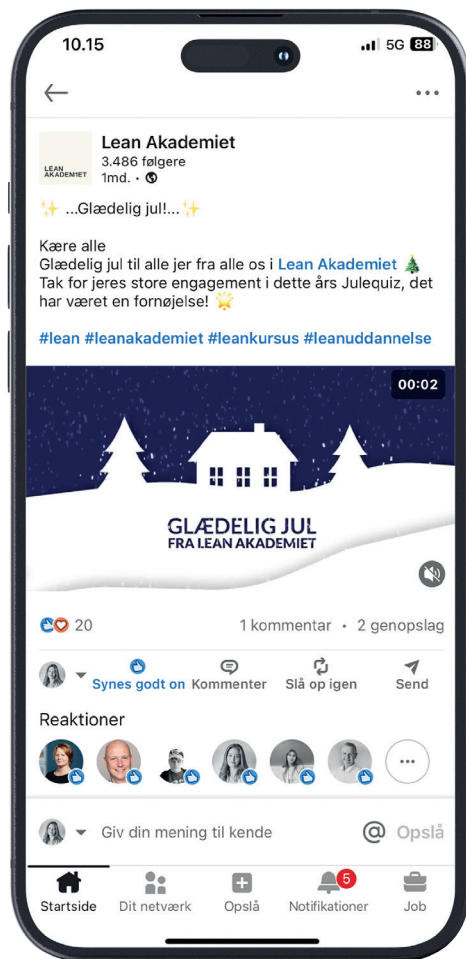 10.15
5G 88
LEAN
AKADEMIET
Lean Akademiet
3.486 følgere
1md. •
...Glædelig jul!...
Kære alle
Glædelig jul til alle jer fra alle os i Lean Akademiet
Tak for jeres store engagement i dette års Julequiz, det
har været en fornøjelse!
#lean #leanakademiet #leankursus #leanuddannelse
00:02
GLÆDELIG JUL
FRA LEAN AKADEMIET
20 1 kommentar • 2 genopslag
Synes godt om Kommenter Slå op igen Send
Reaktioner
Giv din mening til kende @ Opslå
5
Startside Dit netværk Opslå Notifikationer Job